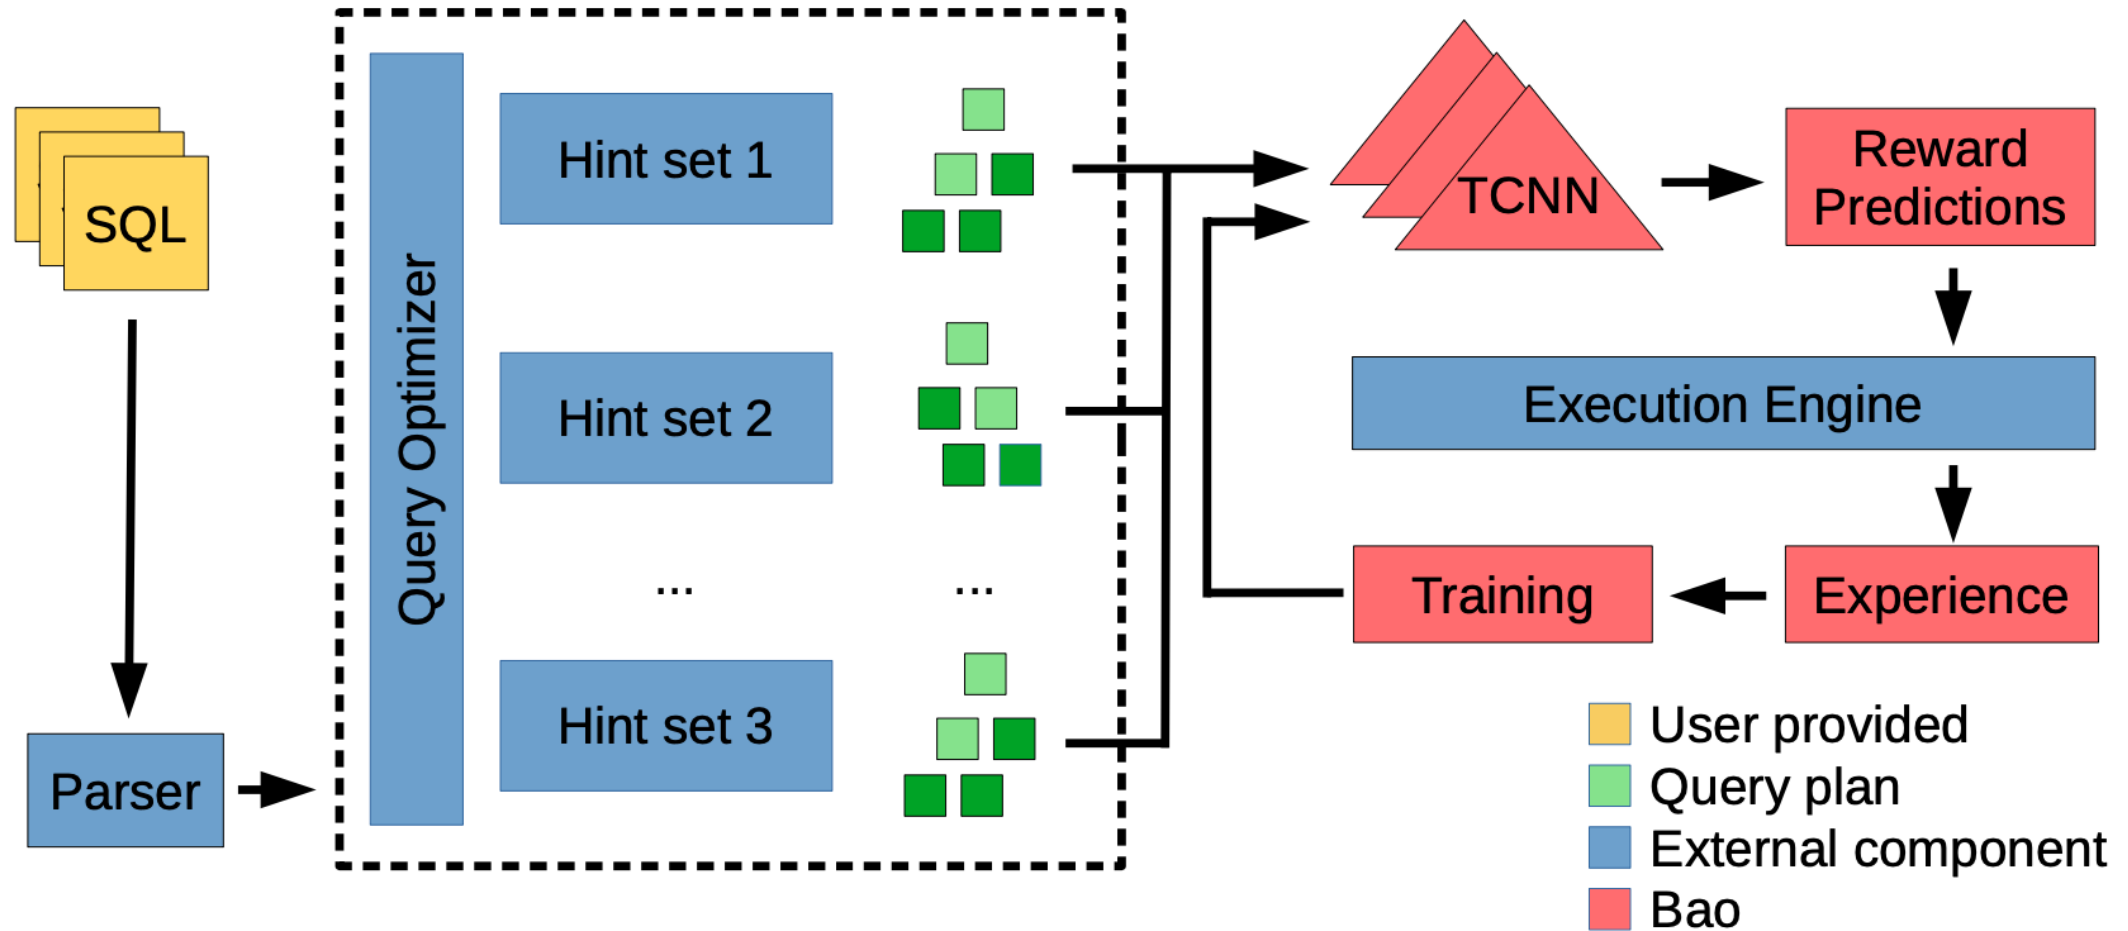 SQL
Parser
Query Optimizer
Hint set 1
Hint set 2
...
...
Hint set 3
TCNN
Reward
Predictions
Execution Engine
Training
Experience
User provided
Query plan
External component
Bao